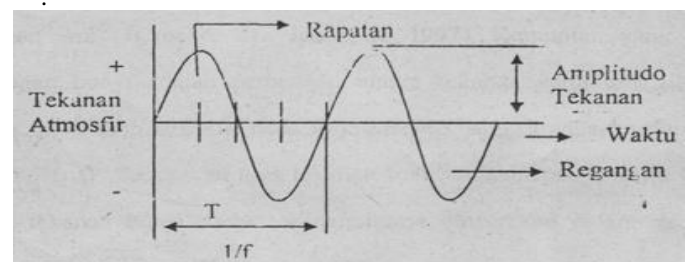 Rapatan
+
Amplitudo
Tekanan
Tekanan
Atmosfir
Waktu
Regangan
-
T
1/f